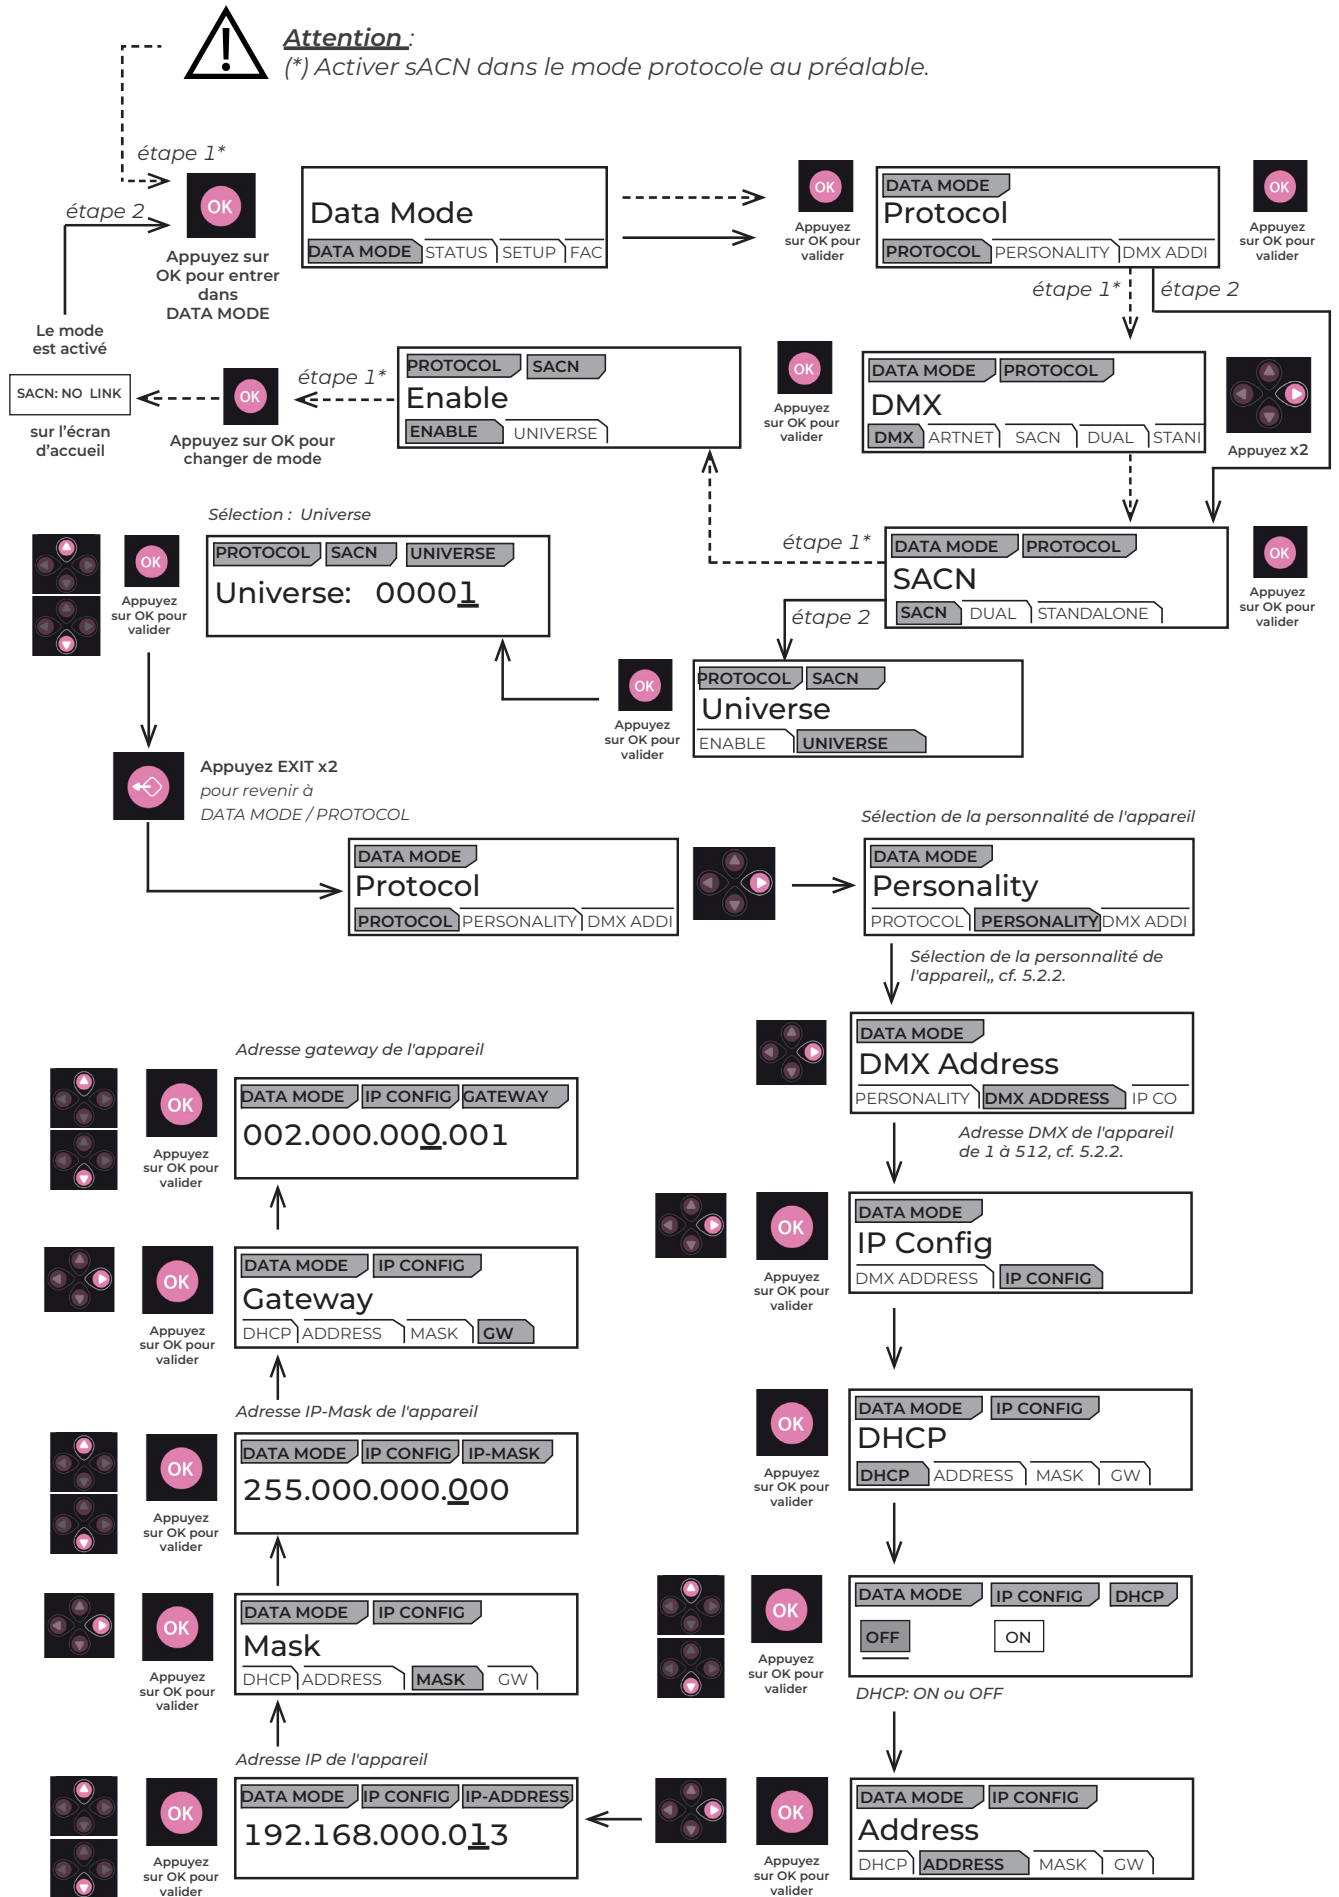 Attention :
(*) Activer sACN dans le mode protocole au préalable.
étape 1*
étape 2
OK
Appuyez sur
OK pour entrer
dans
DATA MODE
Data Mode
DATA MODE STATUS SETUP FAC
OK
Appuyez
sur OK pour
valider
DATA MODE
Protocol
PROTOCOL PERSONALITY DMX ADDI
OK
Appuyez
sur OK pour
valider
étape 1*
étape 2
Le mode
est activé
SACN: NO LINK
sur l'écran
d'accueil
OK
Appuyez sur OK pour
changer de mode
étape 1*
PROTOCOL SACN
Enable
ENABLE UNIVERSE
OK
Appuyez
sur OK pour
valider
DATA MODE PROTOCOL
DMX
DMX ARTNET SACN DUAL STANI
Appuyez x2
Sélection : Universe
OK
Appuyez
sur OK pour
valider
PROTOCOL SACN UNIVERSE
Universe: 00001
étape 1*
étape 2
DATA MODE PROTOCOL
SACN
SACN DUAL STANDALONE
OK
Appuyez
sur OK pour
valider
OK
Appuyez
sur OK pour
valider
PROTOCOL SACN
Universe
ENABLE UNIVERSE
Appuyez EXIT x2
pour revenir à
DATA MODE / PROTOCOL
DATA MODE
Protocol
PROTOCOL PERSONALITY DMX ADDI
Sélection de la personnalité de l'appareil
DATA MODE
Personality
PROTOCOL PERSONALITY DMX ADDI
Sélection de la personnalité de
l'appareil,, cf. 5.2.2.
DATA MODE
DMX Address
PERSONALITY DMX ADDRESS IP CO
Adresse DMX de l'appareil
de 1 à 512, cf. 5.2.2.
OK
Appuyez
sur OK pour
valider
DATA MODE
IP Config
DMX ADDRESS IP CONFIG
OK
Appuyez
sur OK pour
valider
DATA MODE IP CONFIG
DHCP
DHCP ADDRESS MASK GW
OK
Appuyez
sur OK pour
valider
DATA MODE IP CONFIG DHCP
OFF ON
DHCP: ON ou OFF
OK
Appuyez
sur OK pour
valider
DATA MODE IP CONFIG
Address
DHCP ADDRESS MASK GW
Adresse IP de l'appareil
OK
Appuyez
sur OK pour
valider
DATA MODE IP CONFIG IP-ADDRESS
192.168.000.013
OK
Appuyez
sur OK pour
valider
DATA MODE IP CONFIG
Mask
DHCP ADDRESS MASK GW
Adresse IP-Mask de l'appareil
OK
Appuyez
sur OK pour
valider
DATA MODE IP CONFIG IP-MASK
255.000.000.000
OK
Appuyez
sur OK pour
valider
DATA MODE IP CONFIG
Gateway
DHCP ADDRESS MASK GW
Adresse gateway de l'appareil
OK
Appuyez
sur OK pour
valider
DATA MODE IP CONFIG GATEWAY
002.000.000.001